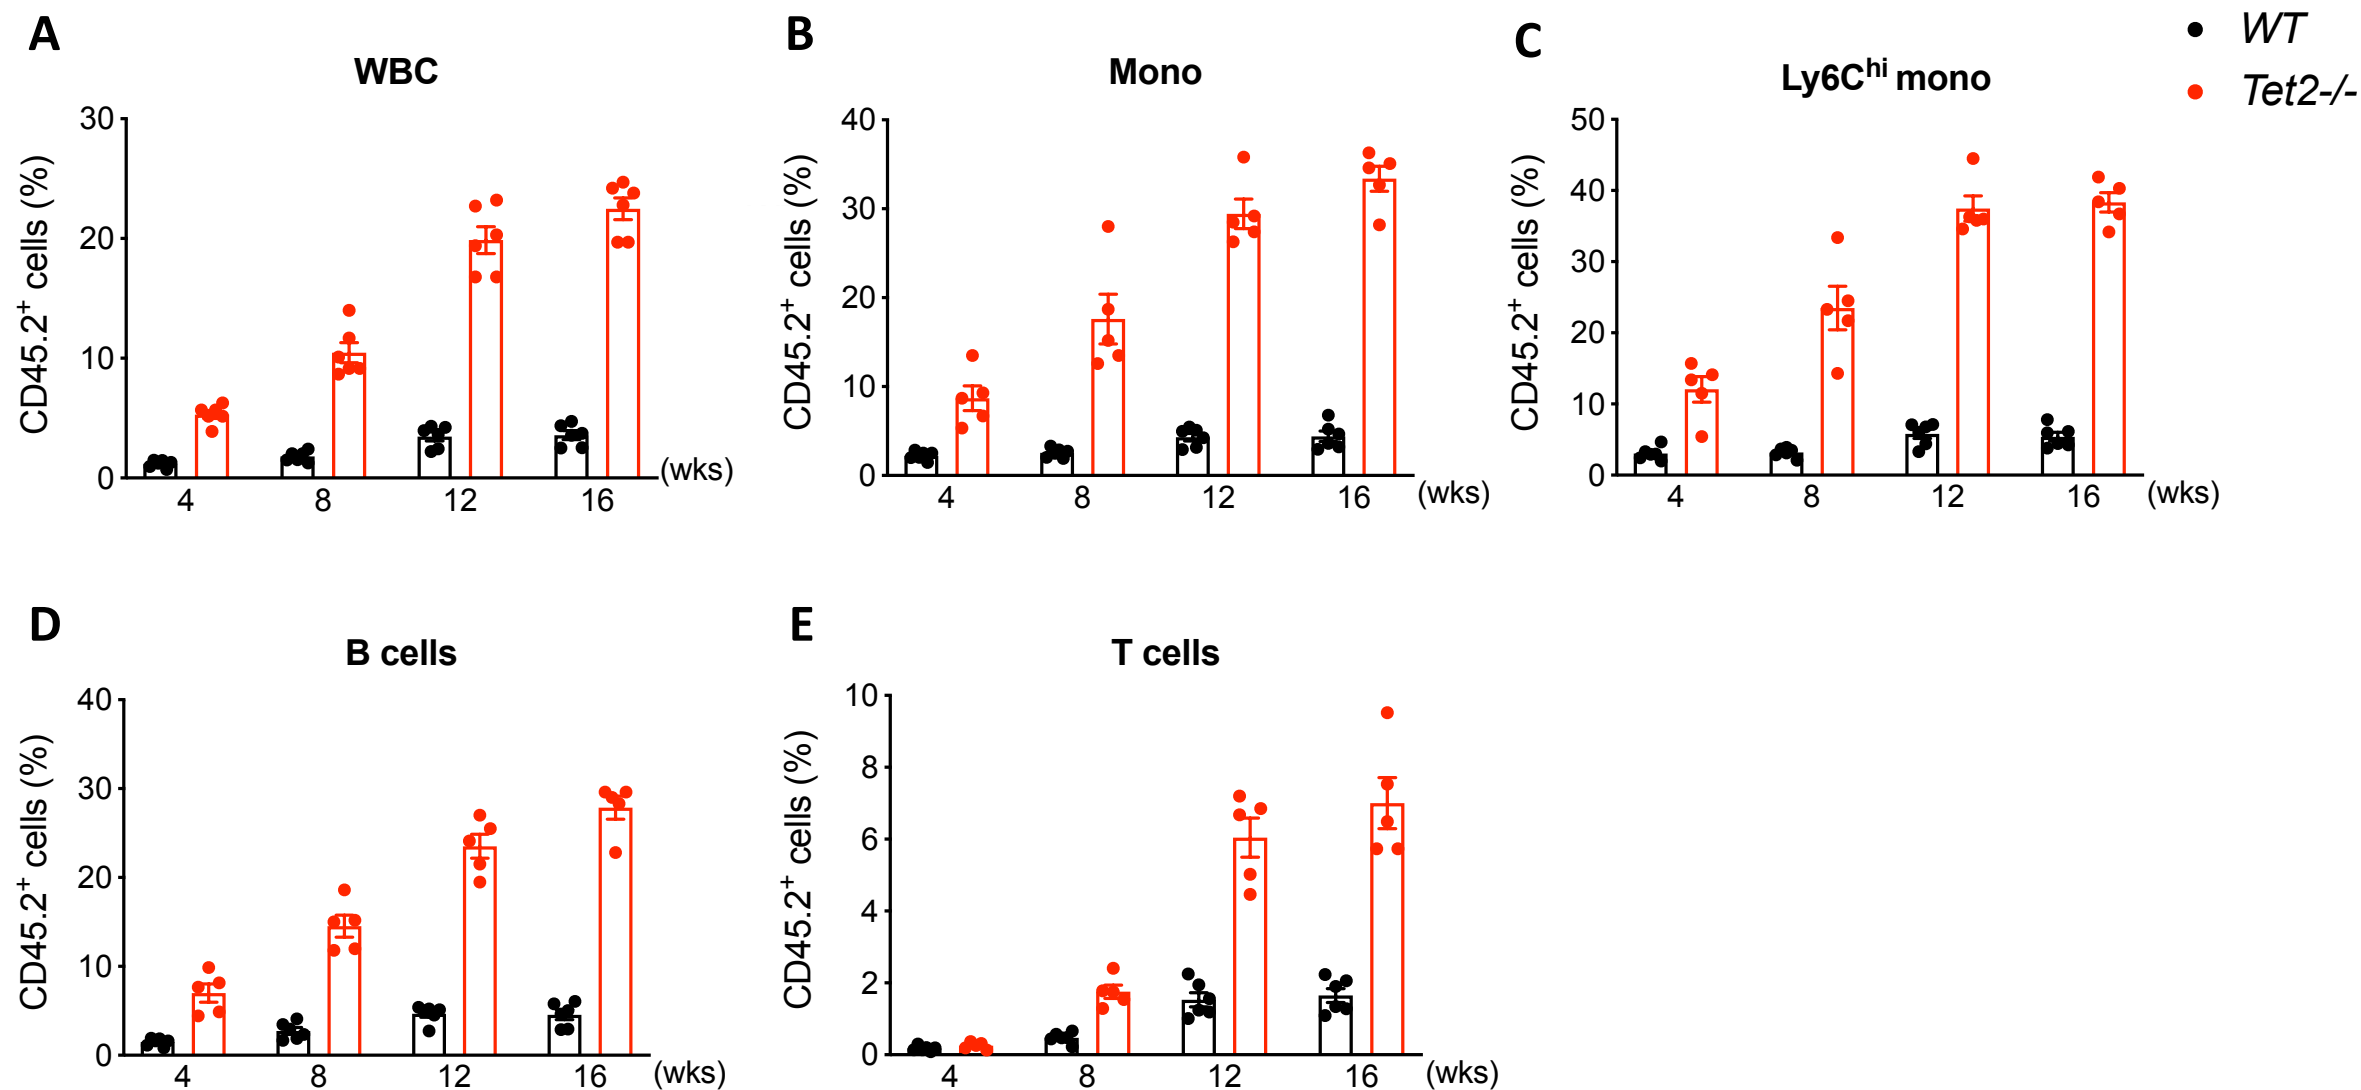 A
WBC
CD45.2+ cells (%)
30
20
10
0
4 8 12 16 (wks)
B
Mono
CD45.2+ cells (%)
40
30
20
10
0
4 8 12 16 (wks)
C
Ly6Chi mono
CD45.2+ cells (%)
50
40
30
20
10
0
4 8 12 16 (wks)
WT
Tet2-/-
D
B cells
CD45.2+ cells (%)
40
30
20
10
0
4 8 12 16 (wks)
E
T cells
CD45.2+ cells (%)
10
8
6
4
2
0
4 8 12 16 (wks)